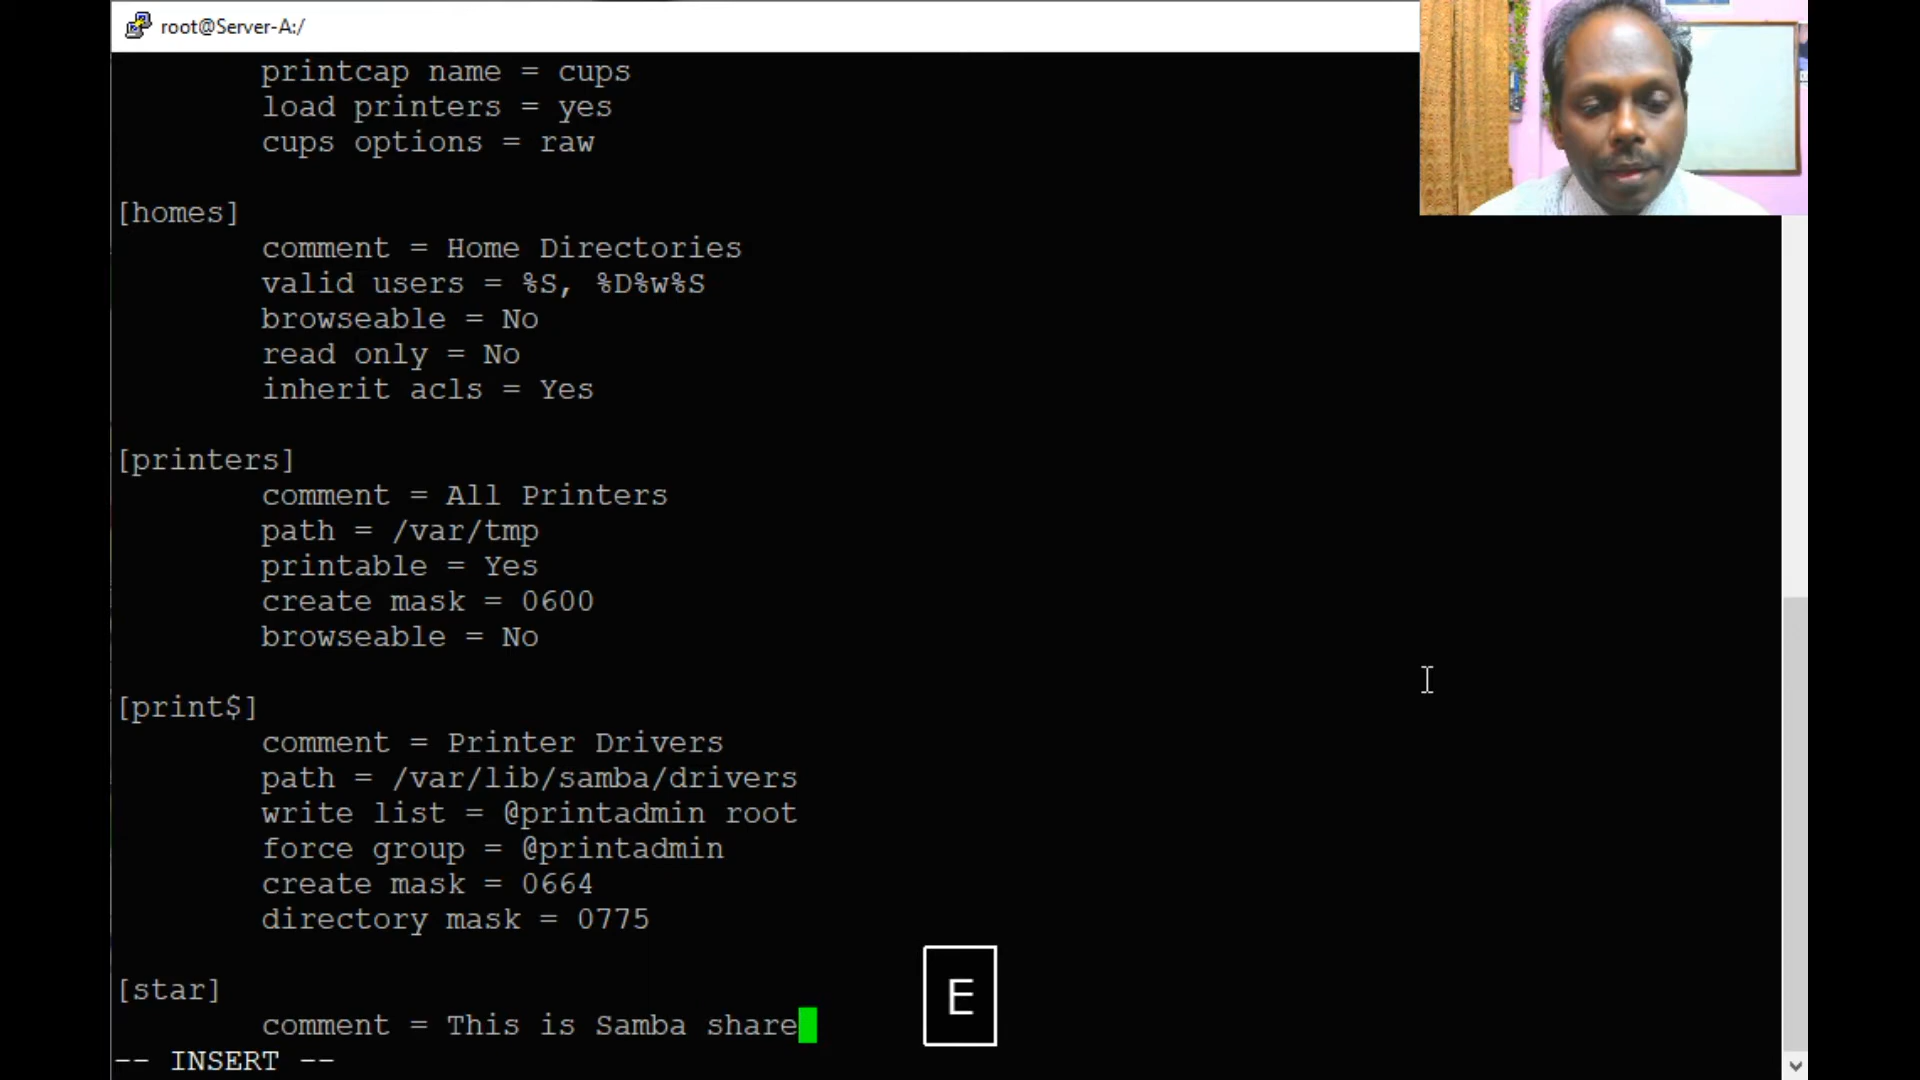 root@Server-A:/
printcap name = cups
load printers = yes
cups options = raw
[homes]
comment = Home Directories
valid users = %S, %D%w%S
browseable = No
read only = No
inherit acls = Yes
[printers]
comment = All Printers
path = /var/tmp
printable = Yes
create mask = 0600
browseable = No
[print$]
comment = Printer Drivers
path = /var/lib/samba/drivers
write list = @printadmin root
force group = @printadmin
create mask = 0664
directory mask = 0775
[star]
comment = This is Samba share
E
-- INSERT --